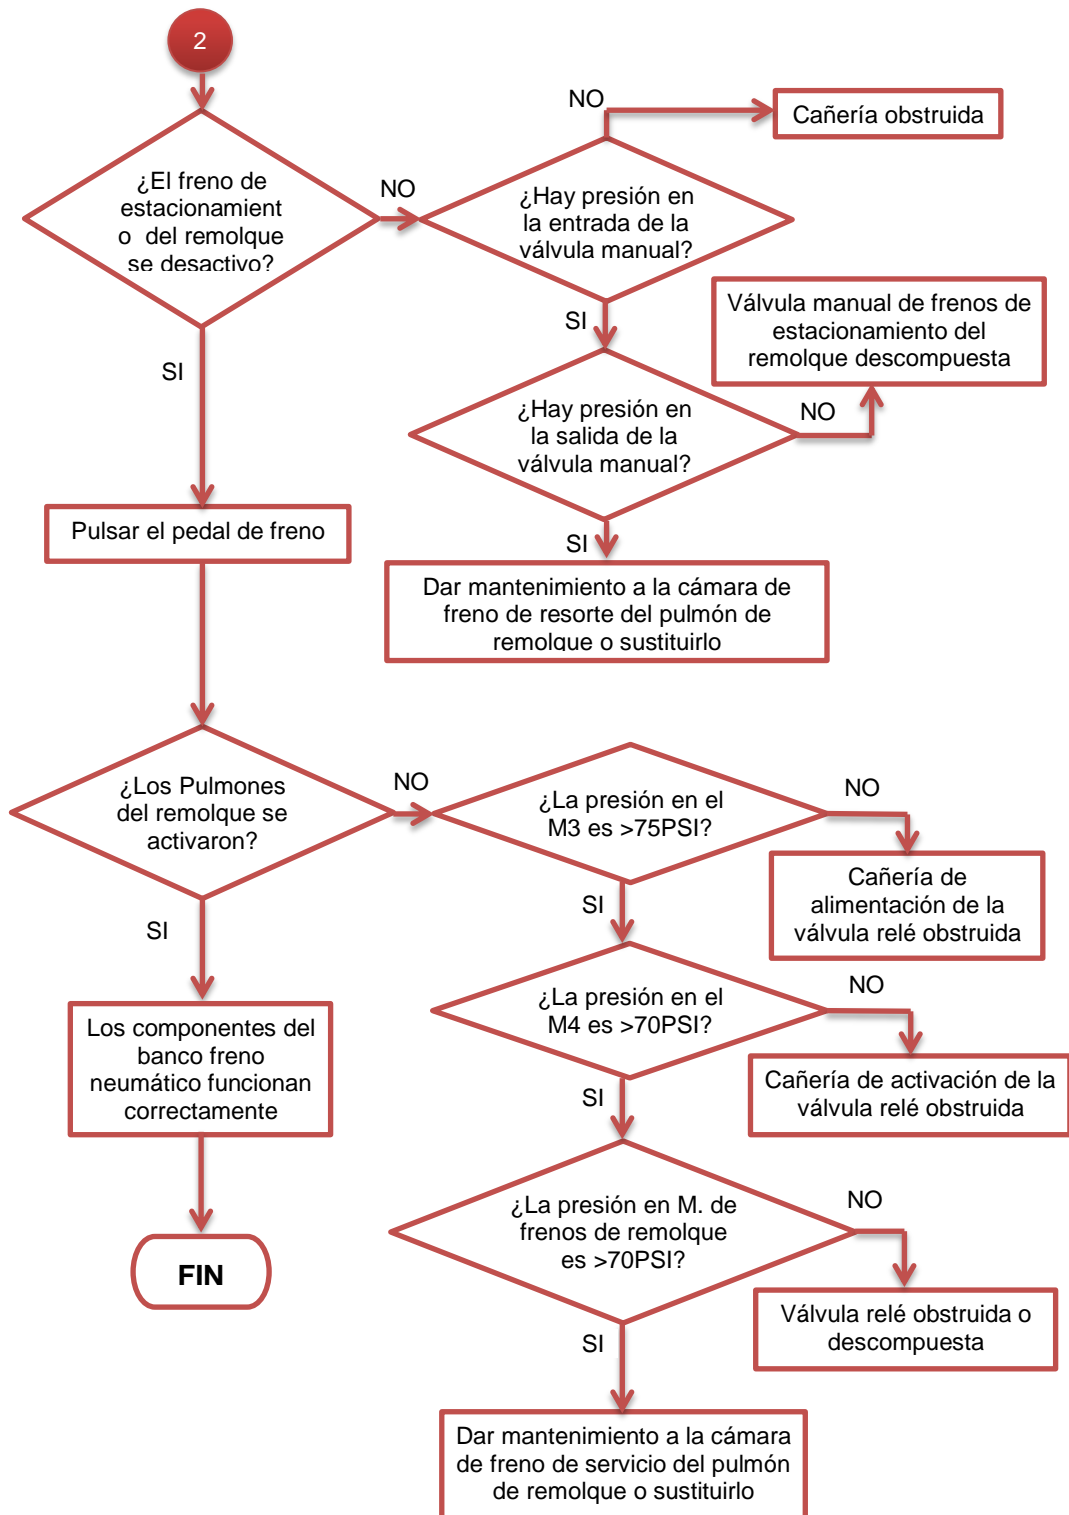 2
NO
Cañería obstruida
¿El freno de
estacionamient
o  del remolque
se desactivo?
NO
¿Hay presión en
la entrada de la
válvula manual?
SI
Válvula manual de frenos de
estacionamiento del
remolque descompuesta
SI
¿Hay presión en
la salida de la
válvula manual?
NO
Pulsar el pedal de freno
SI
Dar mantenimiento a la cámara de
freno de resorte del pulmón de
remolque o sustituirlo
¿Los Pulmones
del remolque se
activaron?
NO
¿La presión en el
M3 es >75PSI?
NO
Cañería de
alimentación de la
válvula relé obstruida
SI
SI
¿La presión en el
M4 es >70PSI?
NO
Los componentes del
banco freno
neumático funcionan
correctamente
Cañería de activación de la
válvula relé obstruida
SI
¿La presión en M. de
frenos de remolque
es >70PSI?
NO
FIN
Válvula relé obstruida o
descompuesta
SI
Dar mantenimiento a la cámara
de freno de servicio del pulmón
de remolque o sustituirlo